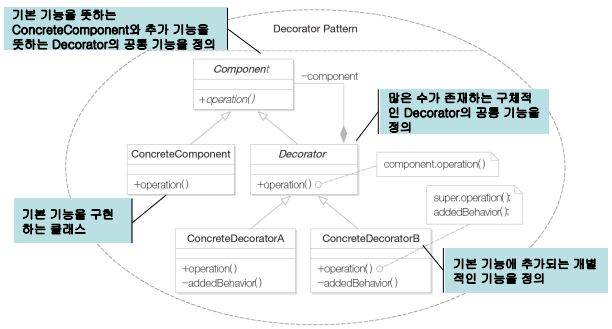 기본 기능을 뜻하는
ConcreteComponent와 추가 기능을
뜻하는 Decorator의 공통 기능을 정의
Decorator Pattern
Component
-component
+operation()
많은 수가 존재하는 구체적
인 Decorator의 공통 기능을
정의
ConcreteComponent
+operation()
Decorator
+operation()
component.operation()
super.operation();
addedBehavior();
기본 기능을 구현
하는 클래스
ConcreteDecoratorA
+operation()
-addedBehavior()
ConcreteDecoratorB
+operation()
-addedBehavior()
기본 기능에 추가되는 개별
적인 기능을 정의